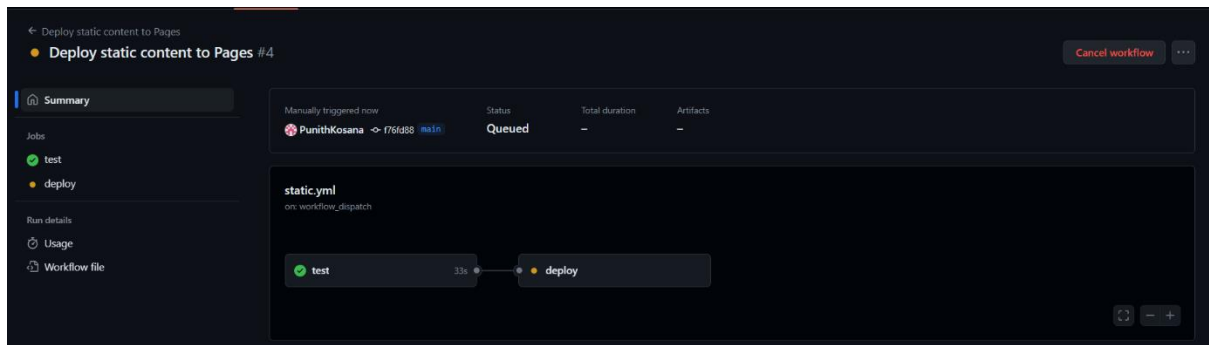 ← Deploy static content to Pages
Deploy static content to Pages #4
Cancel workflow
Summary
Jobs
test
deploy
Run details
Usage
Workflow file
Manually triggered now
PunithKosana f76fd88 main
Status
Queued
Total duration
–
Artifacts
–
static.yml
on: workflow_dispatch
test 33s
deploy